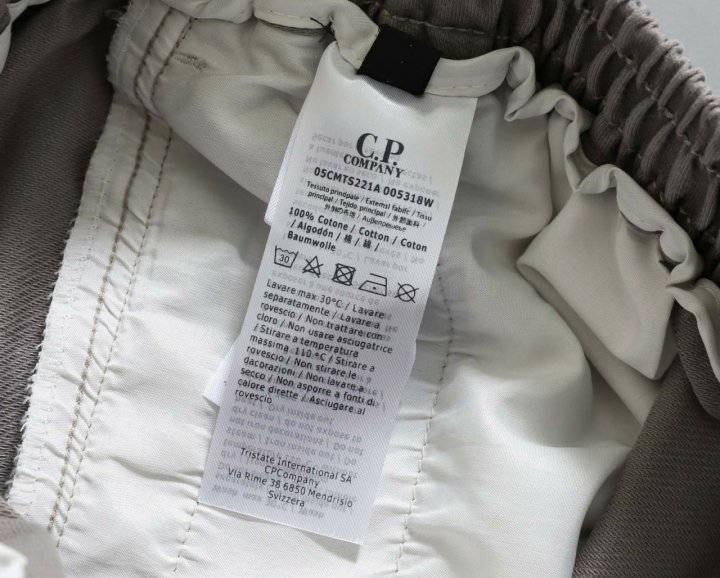 C.P.
COMPANY
05CMTS221A 005318W
Tessuto principale / External fabric / Tissu
principal / Tejido principal / 外部面料 /
100% Cotone / Cotton / Coton
/ Algodón / 棉 / 綿 /
Baumwolle
30
Lavare max 30°C / Lavare
separatamente / Lavare a
rovescio / Non trattare con
cloro / Non usare asciugatrice
/ Stirare a temperatura
massima 110 °C / Stirare a
rovescio / Non stirare le
decorazioni / Non lavare a
secco / Non asporre a fonti di
calore dirette / Asciugare al
rovescio
Tristate International SA
CPCompany
Via Rime 38 6850 Mendrisio
Svizzera